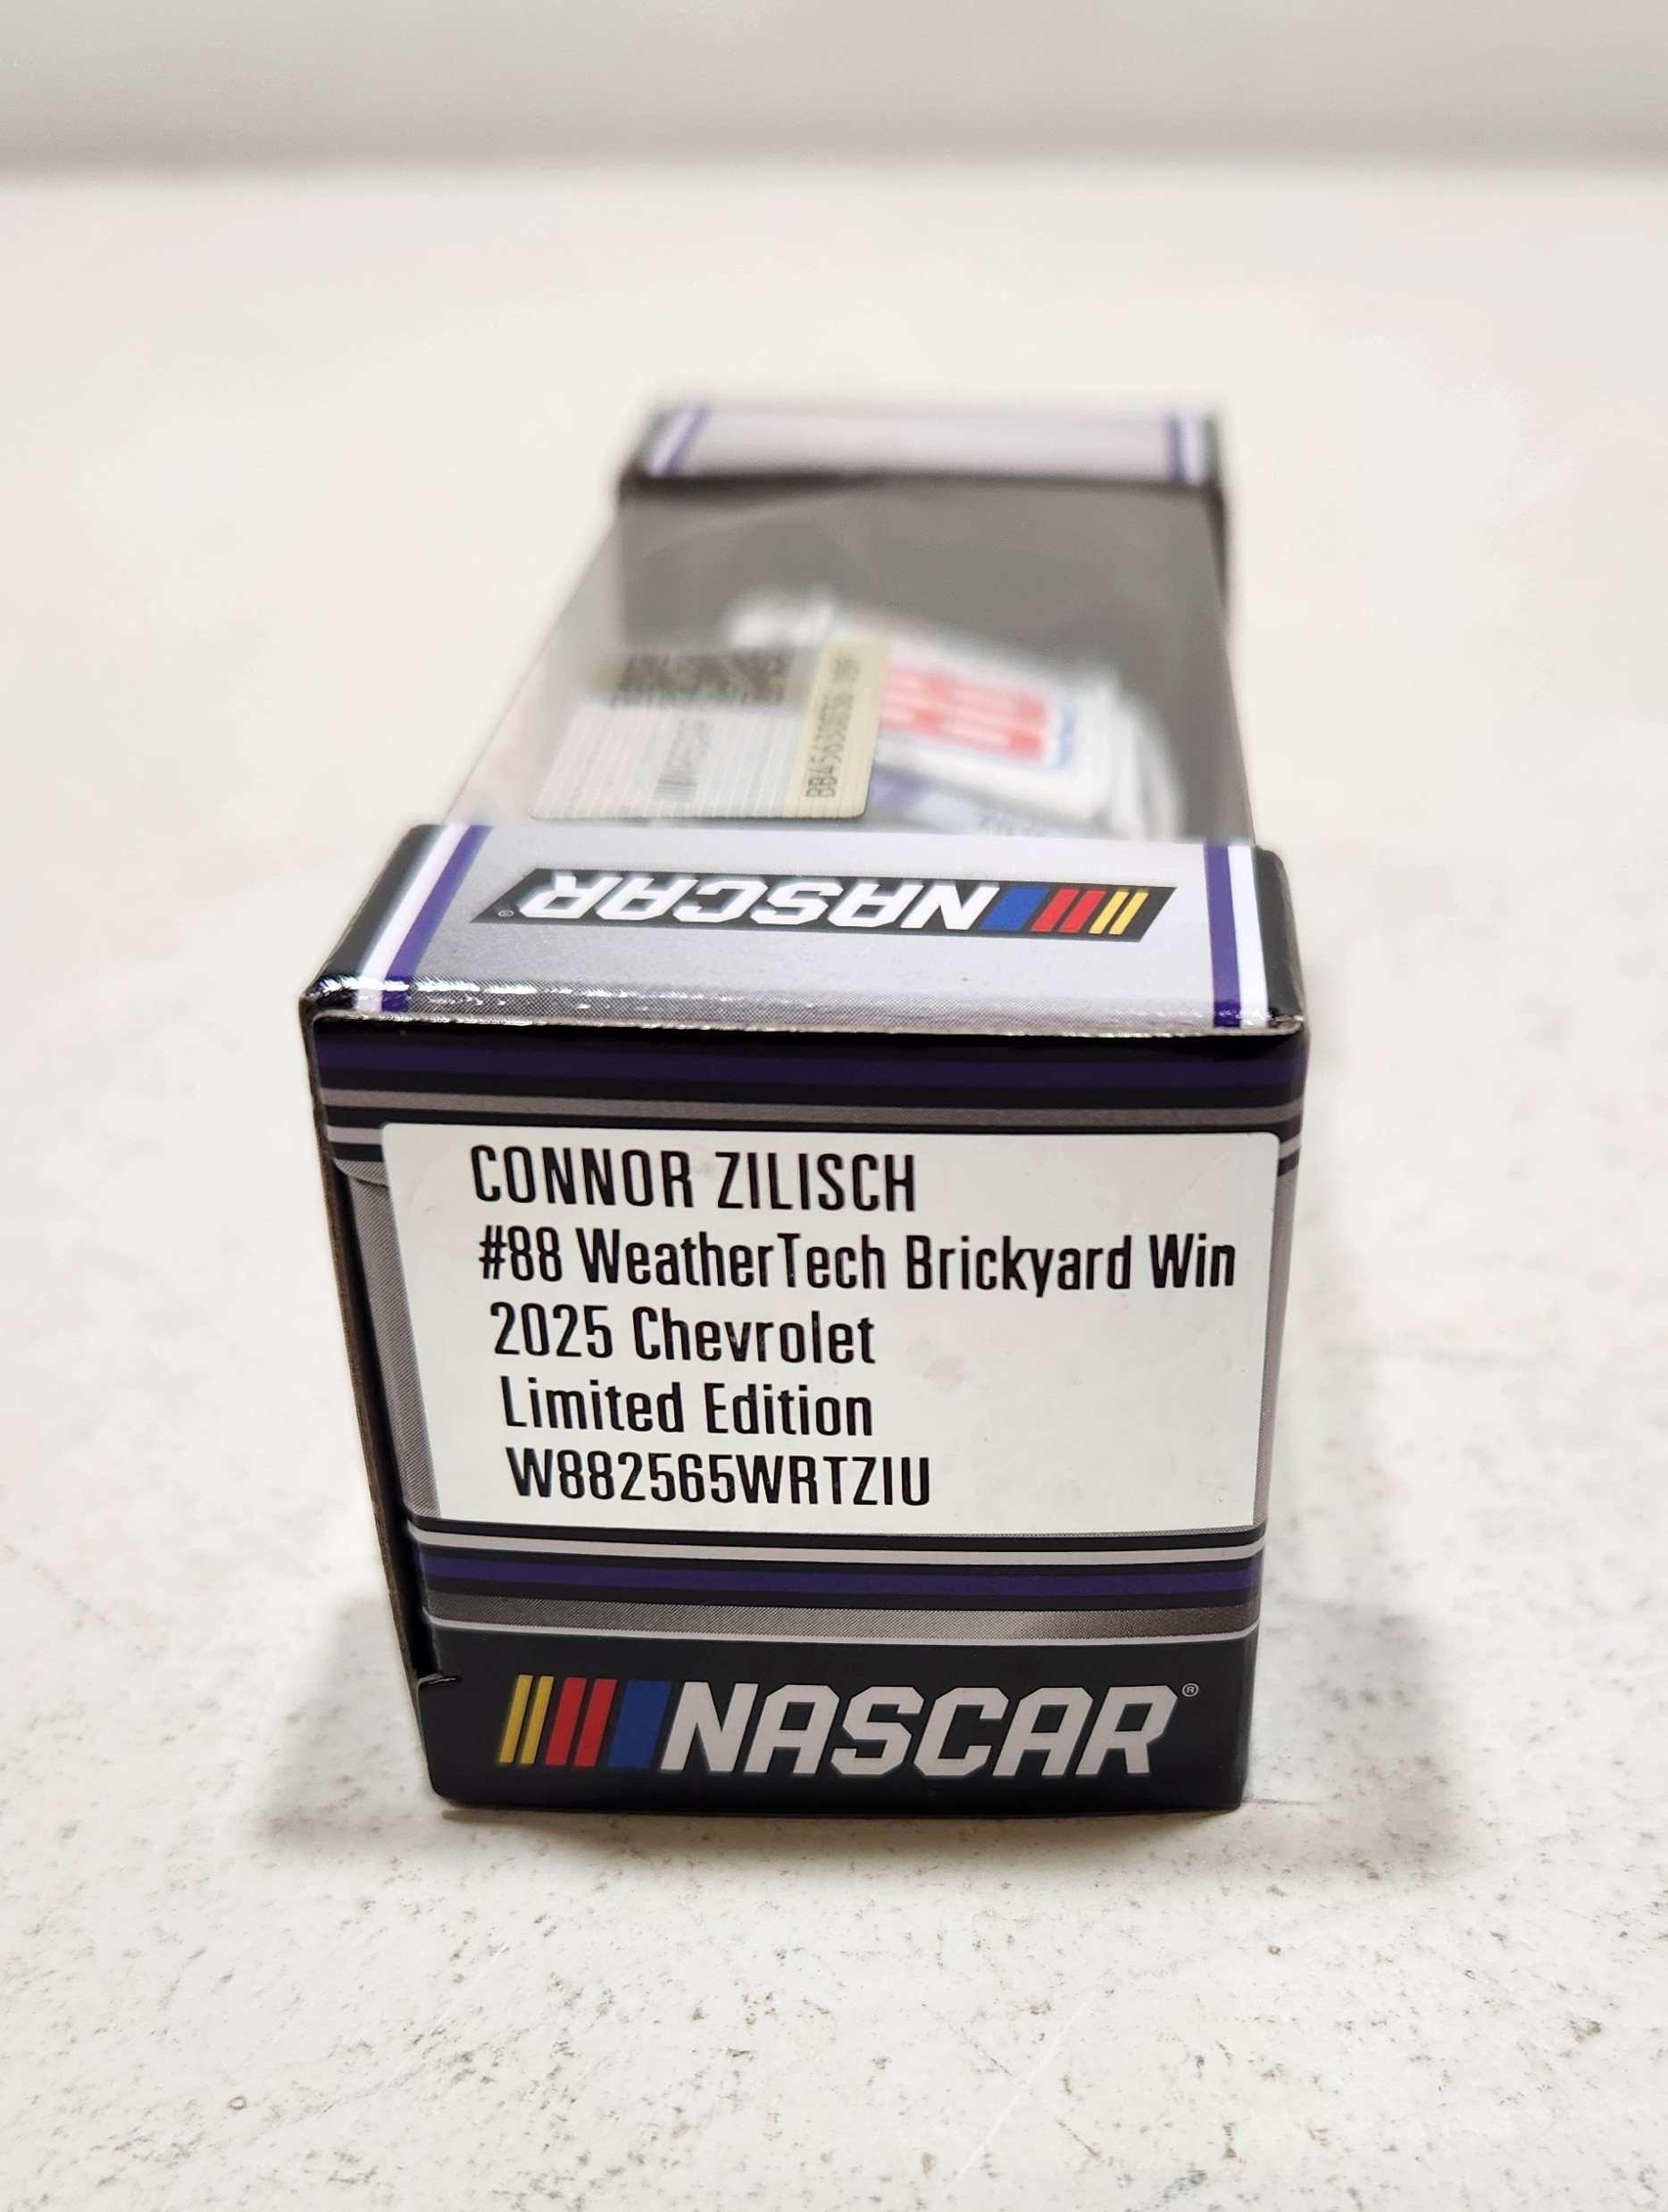 NASCAR
CONNOR ZILISCH
#88 WeatherTech Brickyard Win
2025 Chevrolet
Limited Edition
W882565WRTZIU
NASCAR®